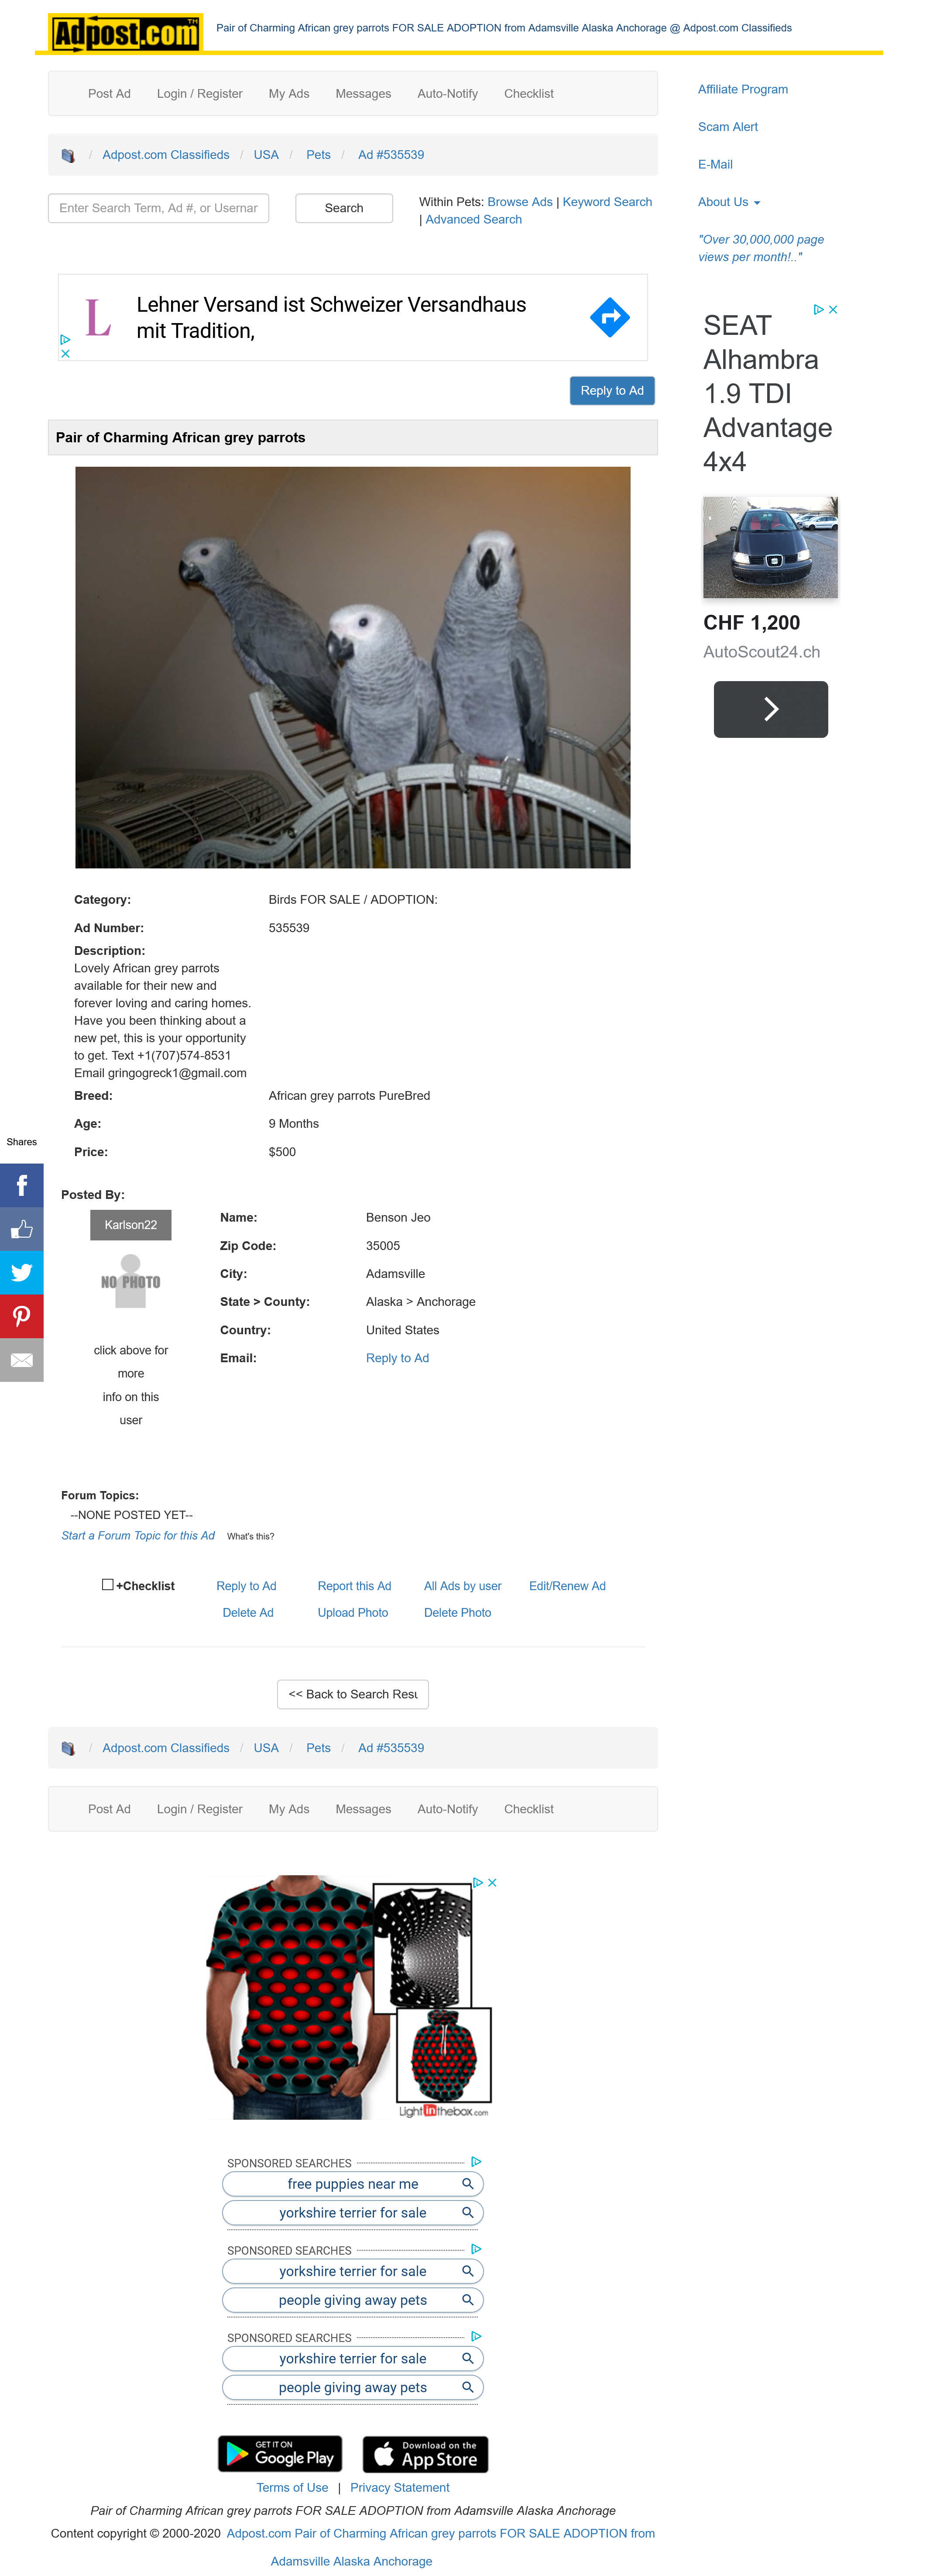 Adpost.com TM
Pair of Charming African grey parrots FOR SALE ADOPTION from Adamsville Alaska Anchorage @ Adpost.com Classifieds
Post Ad Login / Register My Ads Messages Auto-Notify Checklist
Affiliate Program
Scam Alert
E-Mail
About Us
"Over 30,000,000 page
views per month!.."
/ Adpost.com Classifieds / USA / Pets / Ad #535539
Enter Search Term, Ad #, or Usernar
Search
Within Pets: Browse Ads | Keyword Search
| Advanced Search
L
Lehner Versand ist Schweizer Versandhaus
mit Tradition,
SEAT
Alhambra
1.9 TDI
Advantage
4x4
CHF 1,200
AutoScout24.ch
Reply to Ad
Pair of Charming African grey parrots
Category: Birds FOR SALE / ADOPTION:
Ad Number: 535539
Description:
Lovely African grey parrots
available for their new and
forever loving and caring homes.
Have you been thinking about a
new pet, this is your opportunity
to get. Text +1(707)574-8531
Email gringogreck1@gmail.com
Breed: African grey parrots PureBred
Age: 9 Months
Price: $500
Shares
Posted By:
Karlson22
NO PHOTO
click above for
more
info on this
user
Name: Benson Jeo
Zip Code: 35005
City: Adamsville
State > County: Alaska > Anchorage
Country: United States
Email: Reply to Ad
Forum Topics:
--NONE POSTED YET--
Start a Forum Topic for this Ad What's this?
+Checklist Reply to Ad Report this Ad All Ads by user Edit/Renew Ad
Delete Ad Upload Photo Delete Photo
<< Back to Search Resu
/ Adpost.com Classifieds / USA / Pets / Ad #535539
Post Ad Login / Register My Ads Messages Auto-Notify Checklist
Light in the box.com
SPONSORED SEARCHES
free puppies near me
yorkshire terrier for sale
SPONSORED SEARCHES
yorkshire terrier for sale
people giving away pets
SPONSORED SEARCHES
yorkshire terrier for sale
people giving away pets
GET IT ON
Google Play
Download on the
App Store
Terms of Use | Privacy Statement
Pair of Charming African grey parrots FOR SALE ADOPTION from Adamsville Alaska Anchorage
Content copyright © 2000-2020 Adpost.com Pair of Charming African grey parrots FOR SALE ADOPTION from
Adamsville Alaska Anchorage